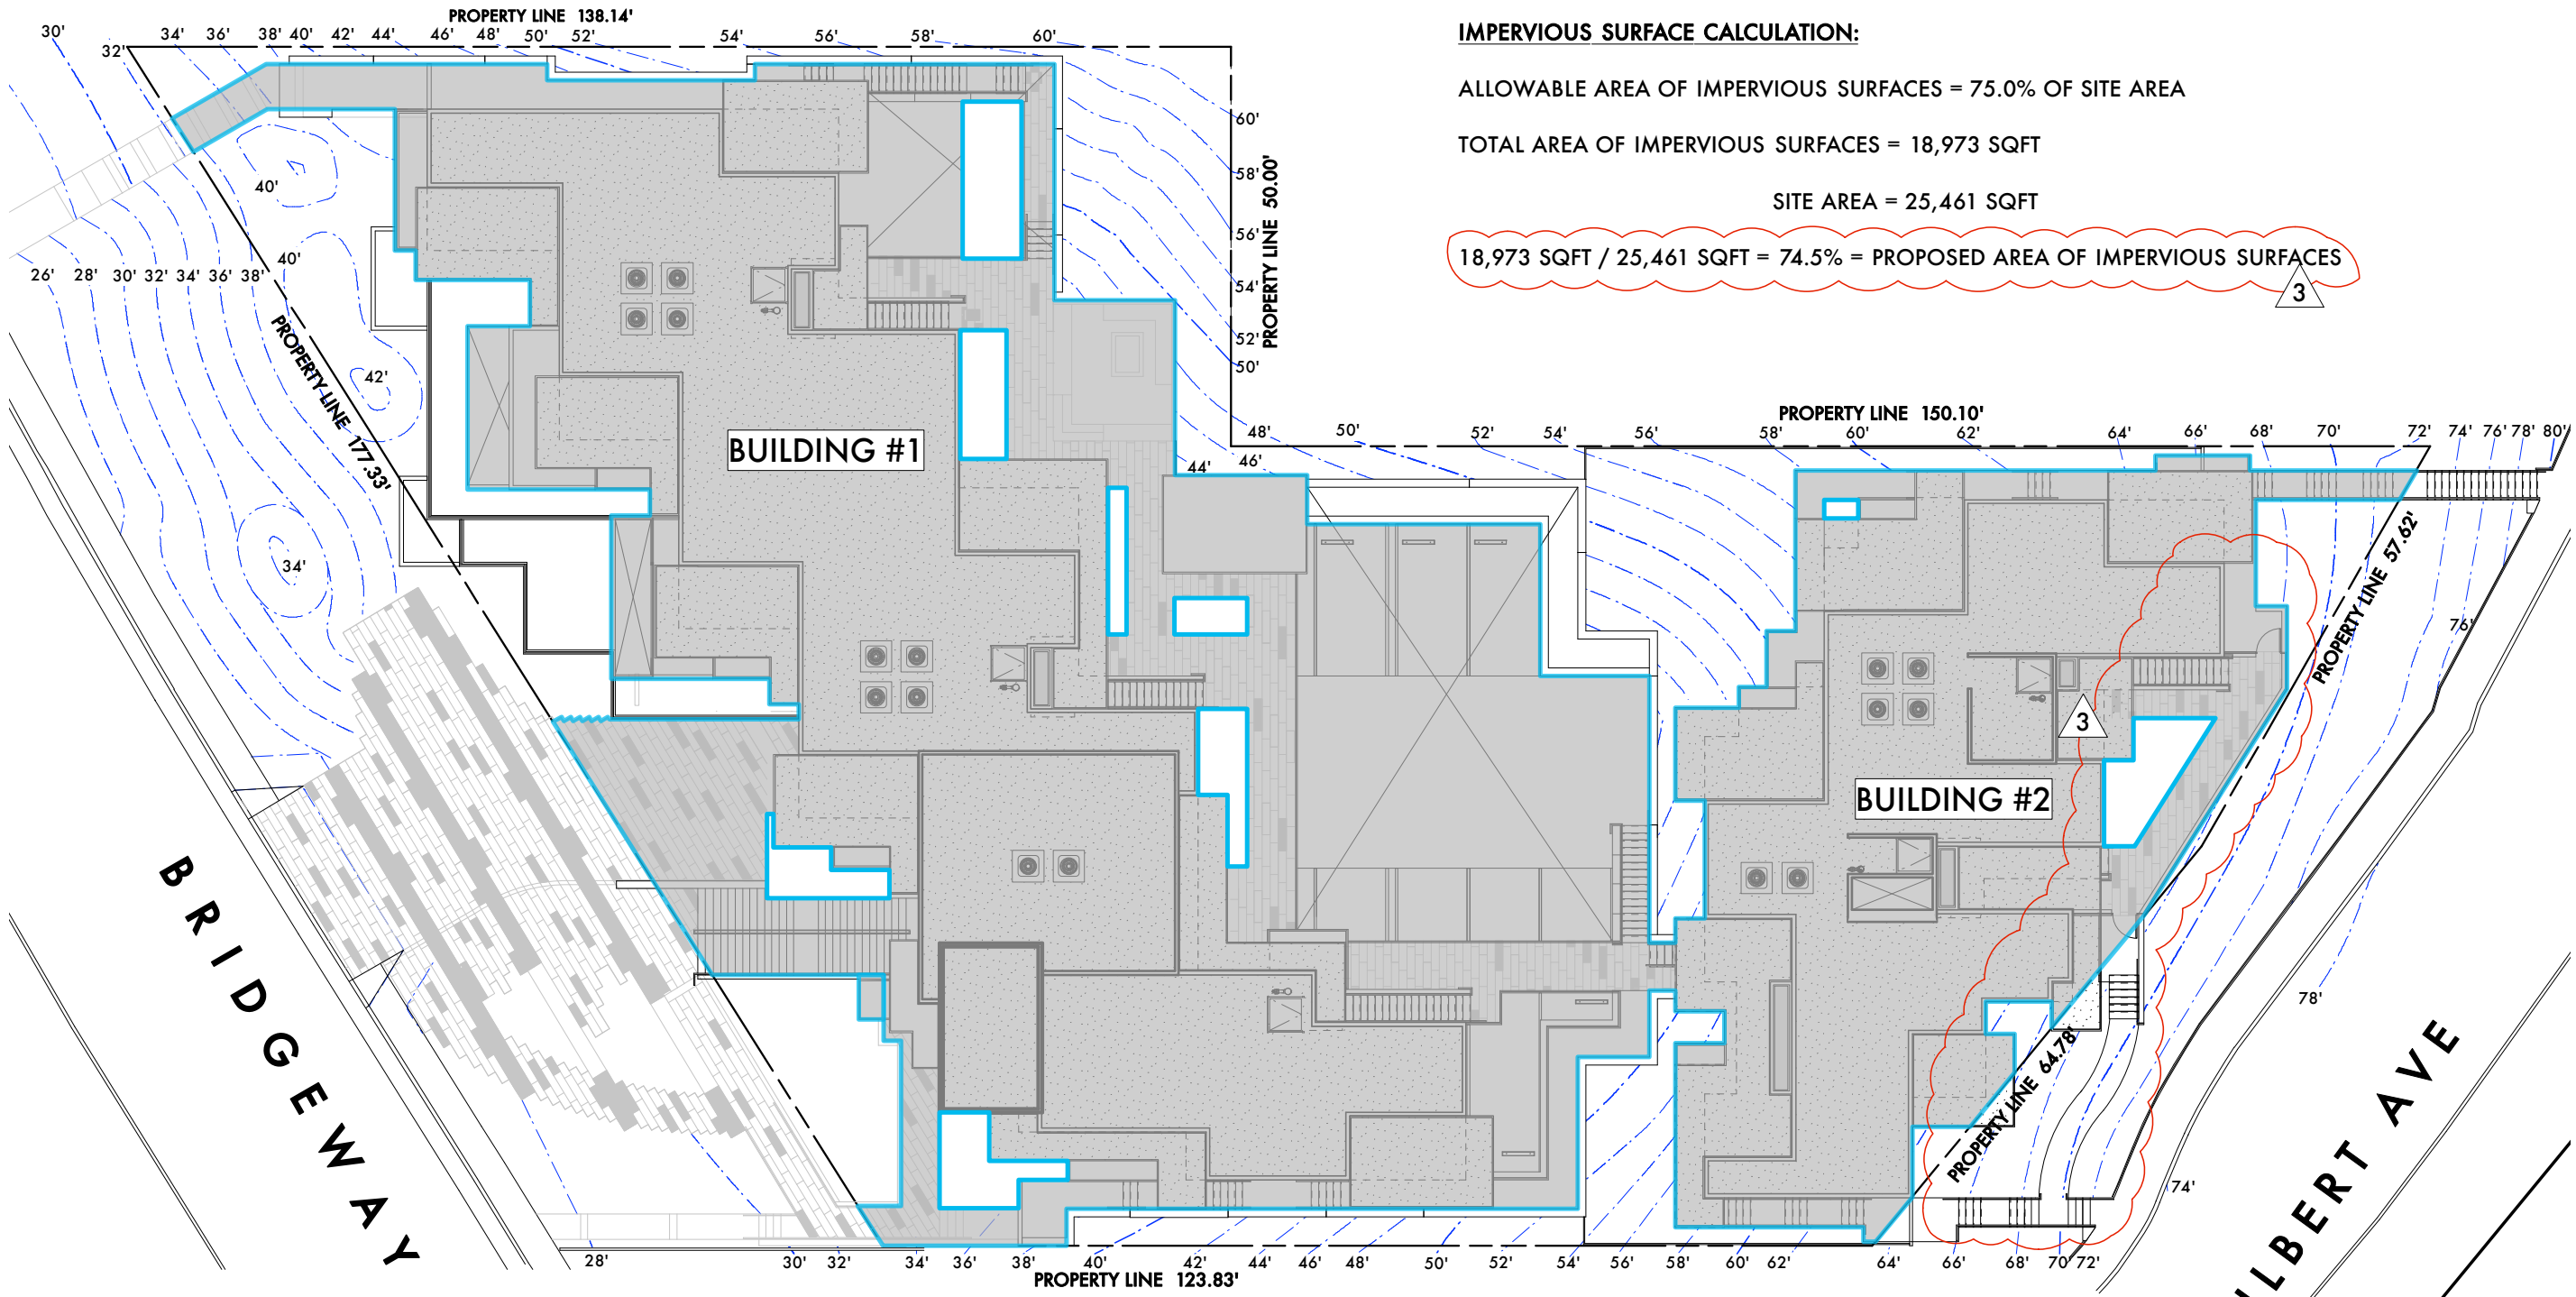 PROPERTY LINE 138.14'
30' 32' 34' 36' 38' 40' 42' 44' 46' 48' 50' 52' 54' 56' 58' 60'
IMPERVIOUS SURFACE CALCULATION:
ALLOWABLE AREA OF IMPERVIOUS SURFACES = 75.0% OF SITE AREA
TOTAL AREA OF IMPERVIOUS SURFACES = 18,973 SQFT
SITE AREA = 25,461 SQFT
18,973 SQFT / 25,461 SQFT = 74.5% = PROPOSED AREA OF IMPERVIOUS SURFACES
3
60'
58'
56'
54'
52'
50'
PROPERTY LINE 50.00'
40'
40'
26' 28' 30' 32' 34' 36' 38'
42'
34'
PROPERTY LINE 177.33'
BUILDING #1
44' 46' 48' 50' 52' 54' 56' 58' 60' 62' 64' 66' 68' 70' 72' 74' 76' 78' 80'
PROPERTY LINE 150.10'
PROPERTY LINE 57.62'
76'
3
BUILDING #2
78'
PROPERTY LINE 64.78'
74'
BRIDGEWAY
LBERT AVE
28' 30' 32' 34' 36' 38' 40' 42' 44' 46' 48' 50' 52' 54' 56' 58' 60' 62' 64' 66' 68' 70' 72'
PROPERTY LINE 123.83'